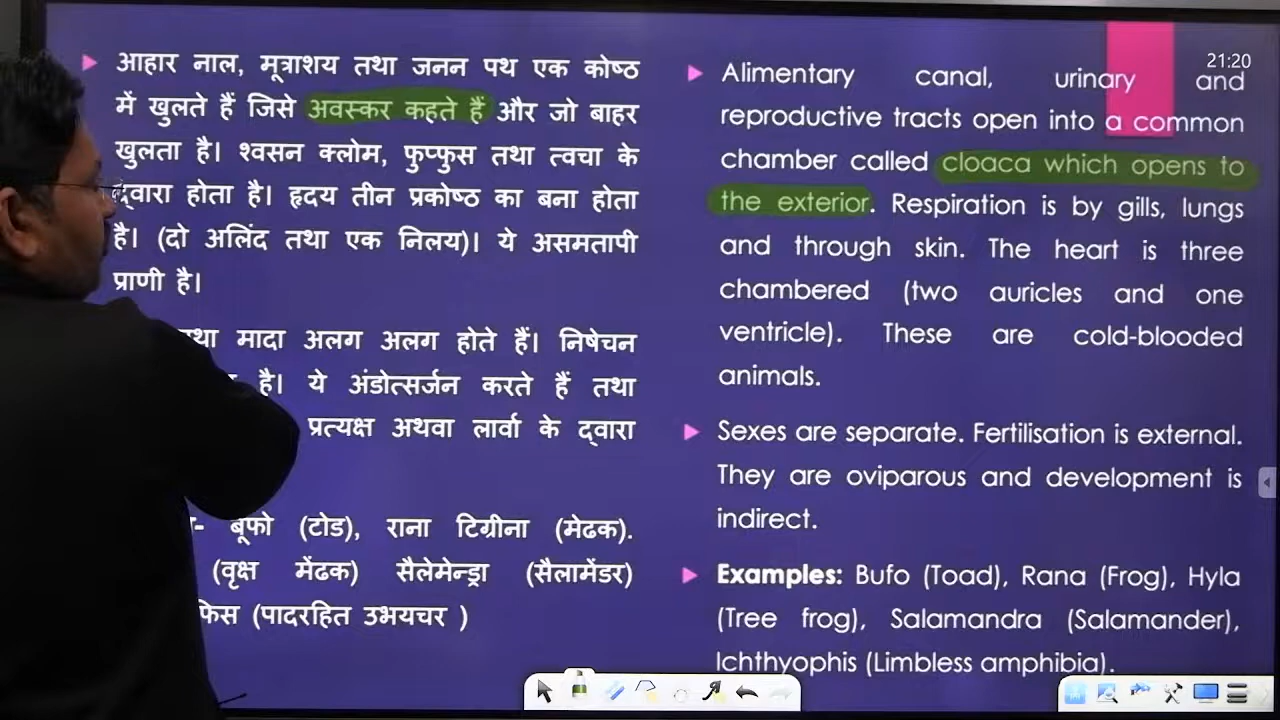 आहार नाल, मूत्राशय तथा जनन पथ एक कोष्ठ
में खुलते हैं जिसे अवस्कर कहते हैं और जो बाहर
खुलता है। श्वसन क्लोम, फुप्फुस तथा त्वचा के
द्वारा होता है। हृदय तीन प्रकोष्ठ का बना होता
है। (दो अलिंद तथा एक निलय)। ये असमतापी
प्राणी है।
मादा अलग अलग होते हैं। निषेचन
है। ये अंडोत्सर्जन करते हैं तथा
प्रत्यक्ष अथवा लार्वा के द्वारा
बूफो (टोड), राना टिग्रीना (मेढक).
(वृक्ष मेंढक) सैलेमेन्ड्रा (सैलामेंडर)
(पादरहित उभयचर )
21:20
Alimentary canal, urinary and
reproductive tracts open into a common
chamber called cloaca which opens to
the exterior. Respiration is by gills, lungs
and through skin. The heart is three
chambered (two auricles and one
ventricle). These are cold-blooded
animals.
Sexes are separate. Fertilisation is external.
They are oviparous and development is
indirect.
Examples: Bufo (Toad), Rana (Frog), Hyla
(Tree frog), Salamandra (Salamander),
Ichthyophis (Limbless amphibia).